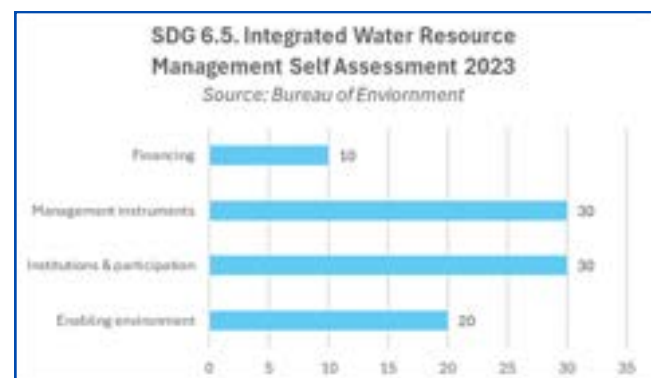 SDG 6.5. Integrated Water Resource
Management Self Assessment 2023
Source: Bureau of Enviornment
Financing
10
Management instruments
30
Institutions & participation
30
Enabling environment
20
0 5 10 15 20 25 30 35